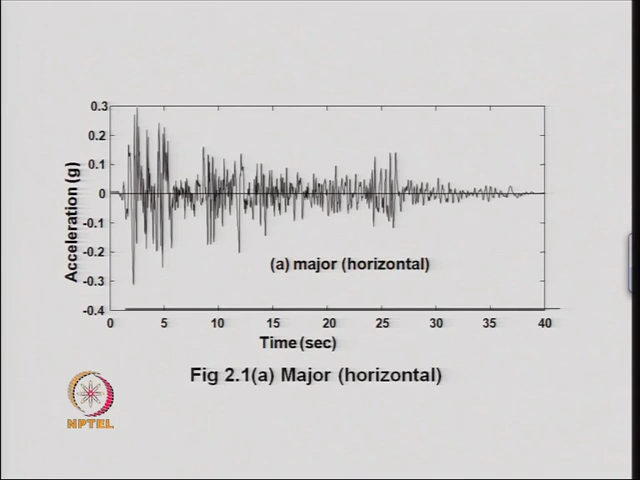 0.3
0.2
0.1
0
-0.1
-0.2
-0.3
-0.4
Acceleration (g)
(a) major (horizontal)
0 5 10 15 20 25 30 35 40
Time (sec)
Fig 2.1(a) Major (horizontal)
NPTEL